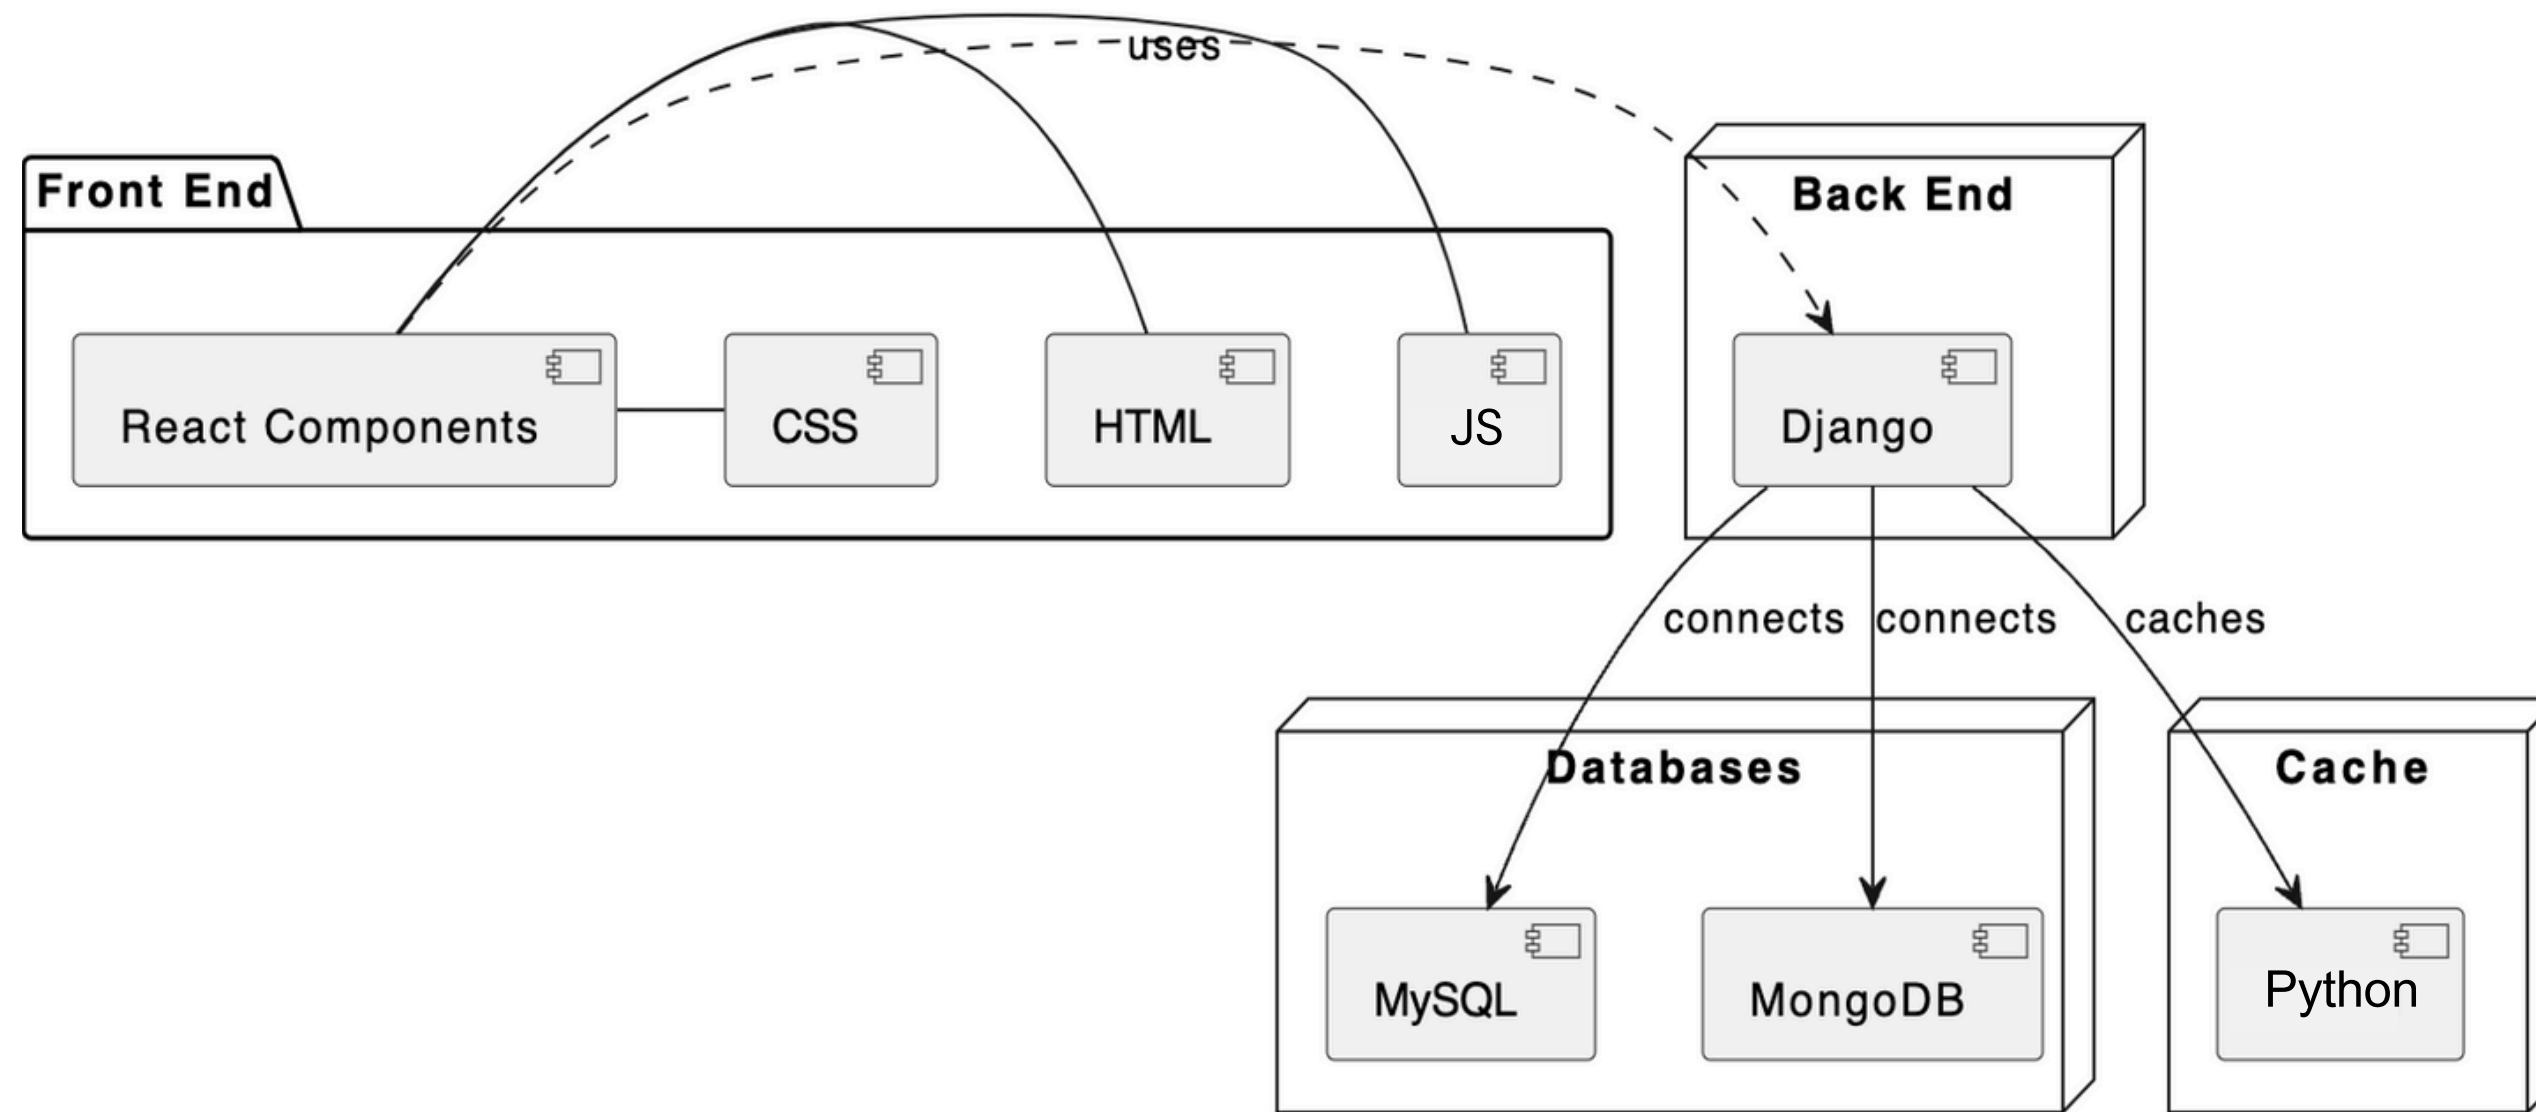 uses
Front End
Back End
React Components
CSS
HTML
JS
Django
connects
connects
caches
Databases
Cache
MySQL
MongoDB
Python